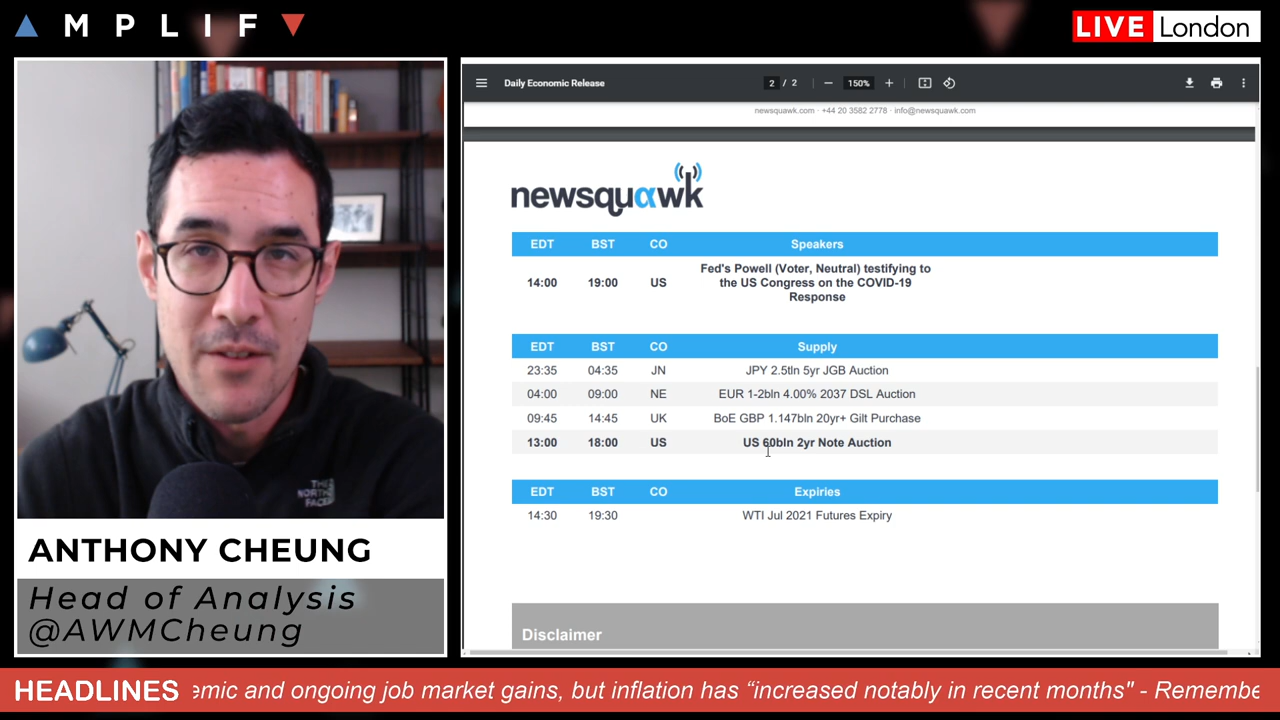 MPLIF
LIVE London
Daily Economic Release
2 / 2
150%
newsquawk.com · +44 20 3582 2778 · info@newsquawk.com
newsquawk
EDT BST CO Speakers
14:00 19:00 US Fed's Powell (Voter, Neutral) testifying to
the US Congress on the COVID-19
Response
EDT BST CO Supply
23:35 04:35 JN JPY 2.5tln 5yr JGB Auction
04:00 09:00 NE EUR 1-2bln 4.00% 2037 DSL Auction
09:45 14:45 UK BoE GBP 1.147bln 20yr+ Gilt Purchase
13:00 18:00 US US 60bln 2yr Note Auction
EDT BST CO Expiries
14:30 19:30 WTI Jul 2021 Futures Expiry
Disclaimer
THE
NORTH
FACE
ANTHONY CHEUNG
Head of Analysis
@AWMCheung
HEADLINES emic and ongoing job market gains, but inflation has “increased notably in recent months" - Remembe